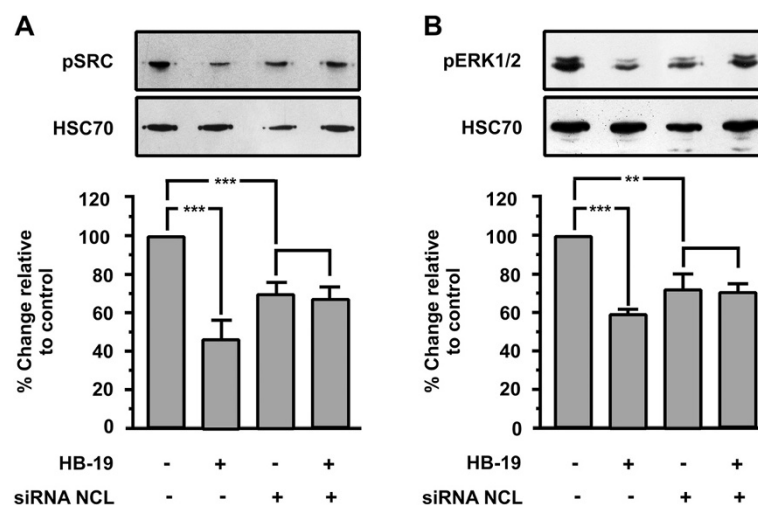 A
pSRC
HSC70
% Change relative
to control
120
100
80
60
40
20
0
***
***
HB-19 - + - +
siRNA NCL - - + +
B
pERK1/2
HSC70
% Change relative
to control
120
100
80
60
40
20
0
**
***
HB-19 - + - +
siRNA NCL - - + +